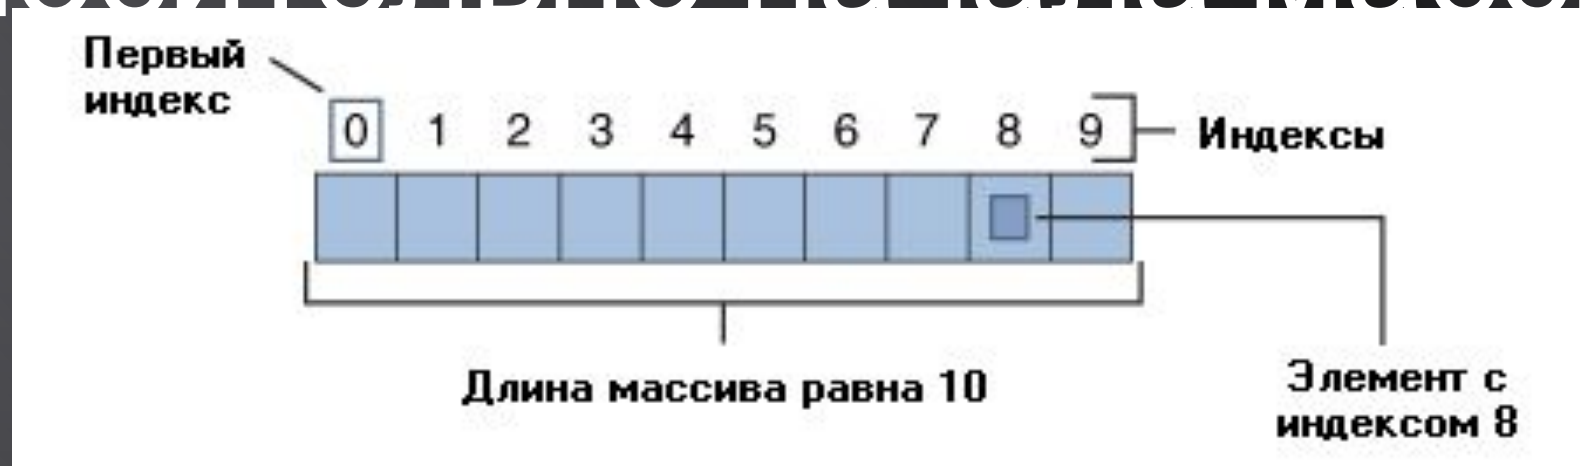 Первый
индекс
0 1 2 3 4 5 6 7 8 9
Индексы
Длина массива равна 10
Элемент с
индексом 8